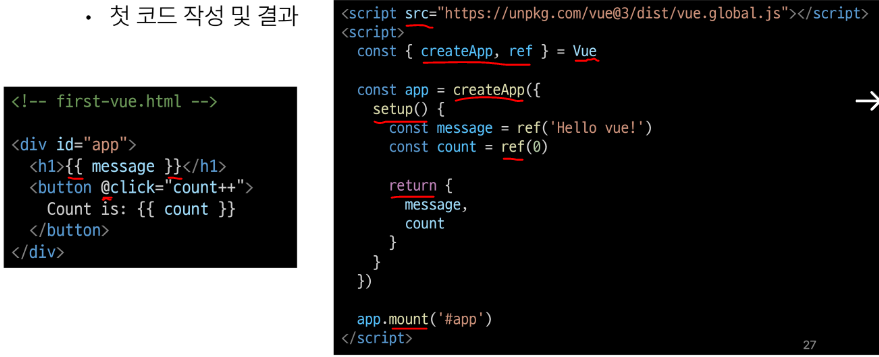 • 첫 코드 작성 및 결과
<!-- first-vue.html -->
<div id="app">
<h1>{{ message }}</h1>
<button @click="count++">
Count is: {{ count }}
</button>
</div>
<script src="https://unpkg.com/vue@3/dist/vue.global.js"></script>
<script>
const { createApp, ref } = Vue
const app = createApp({
setup() {
const message = ref('Hello vue!')
const count = ref(0)
return {
message,
count
}
}
})
app.mount('#app')
</script>
27